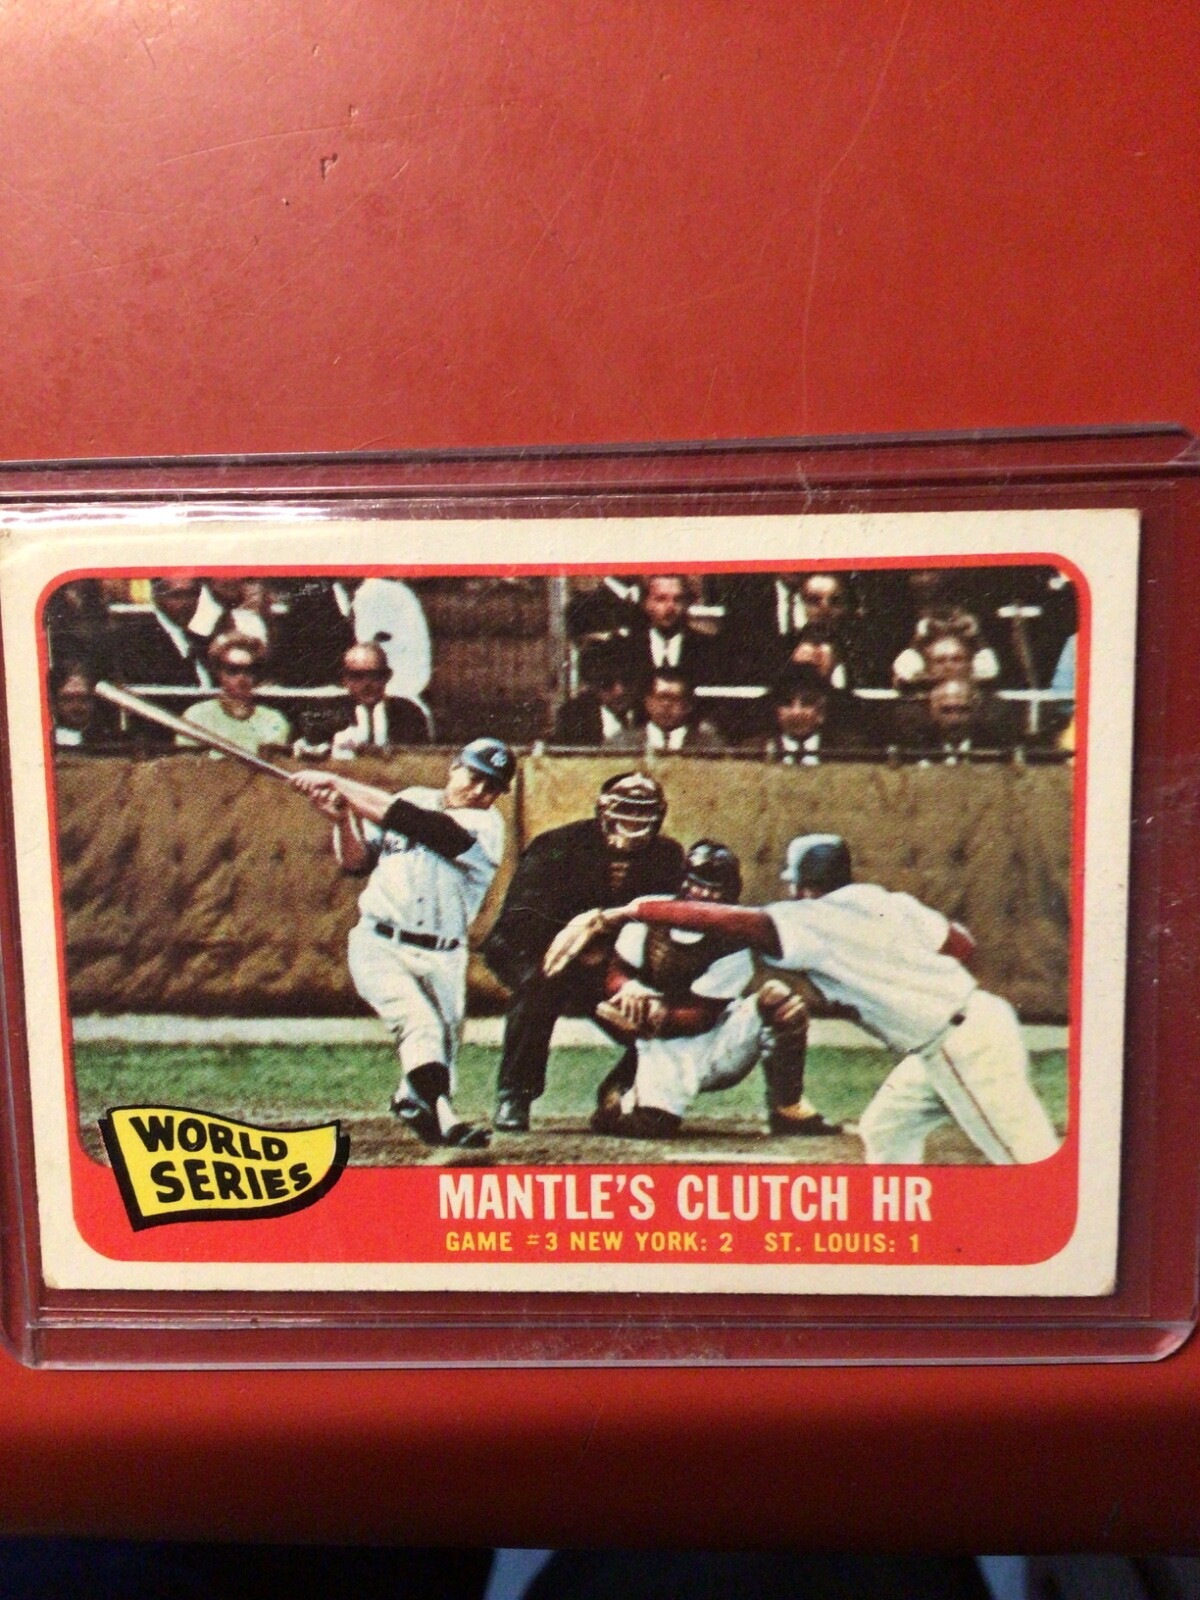 WORLD
SERIES
MANTLE'S CLUTCH HR
GAME #3 NEW YORK: 2 ST. LOUIS: 1